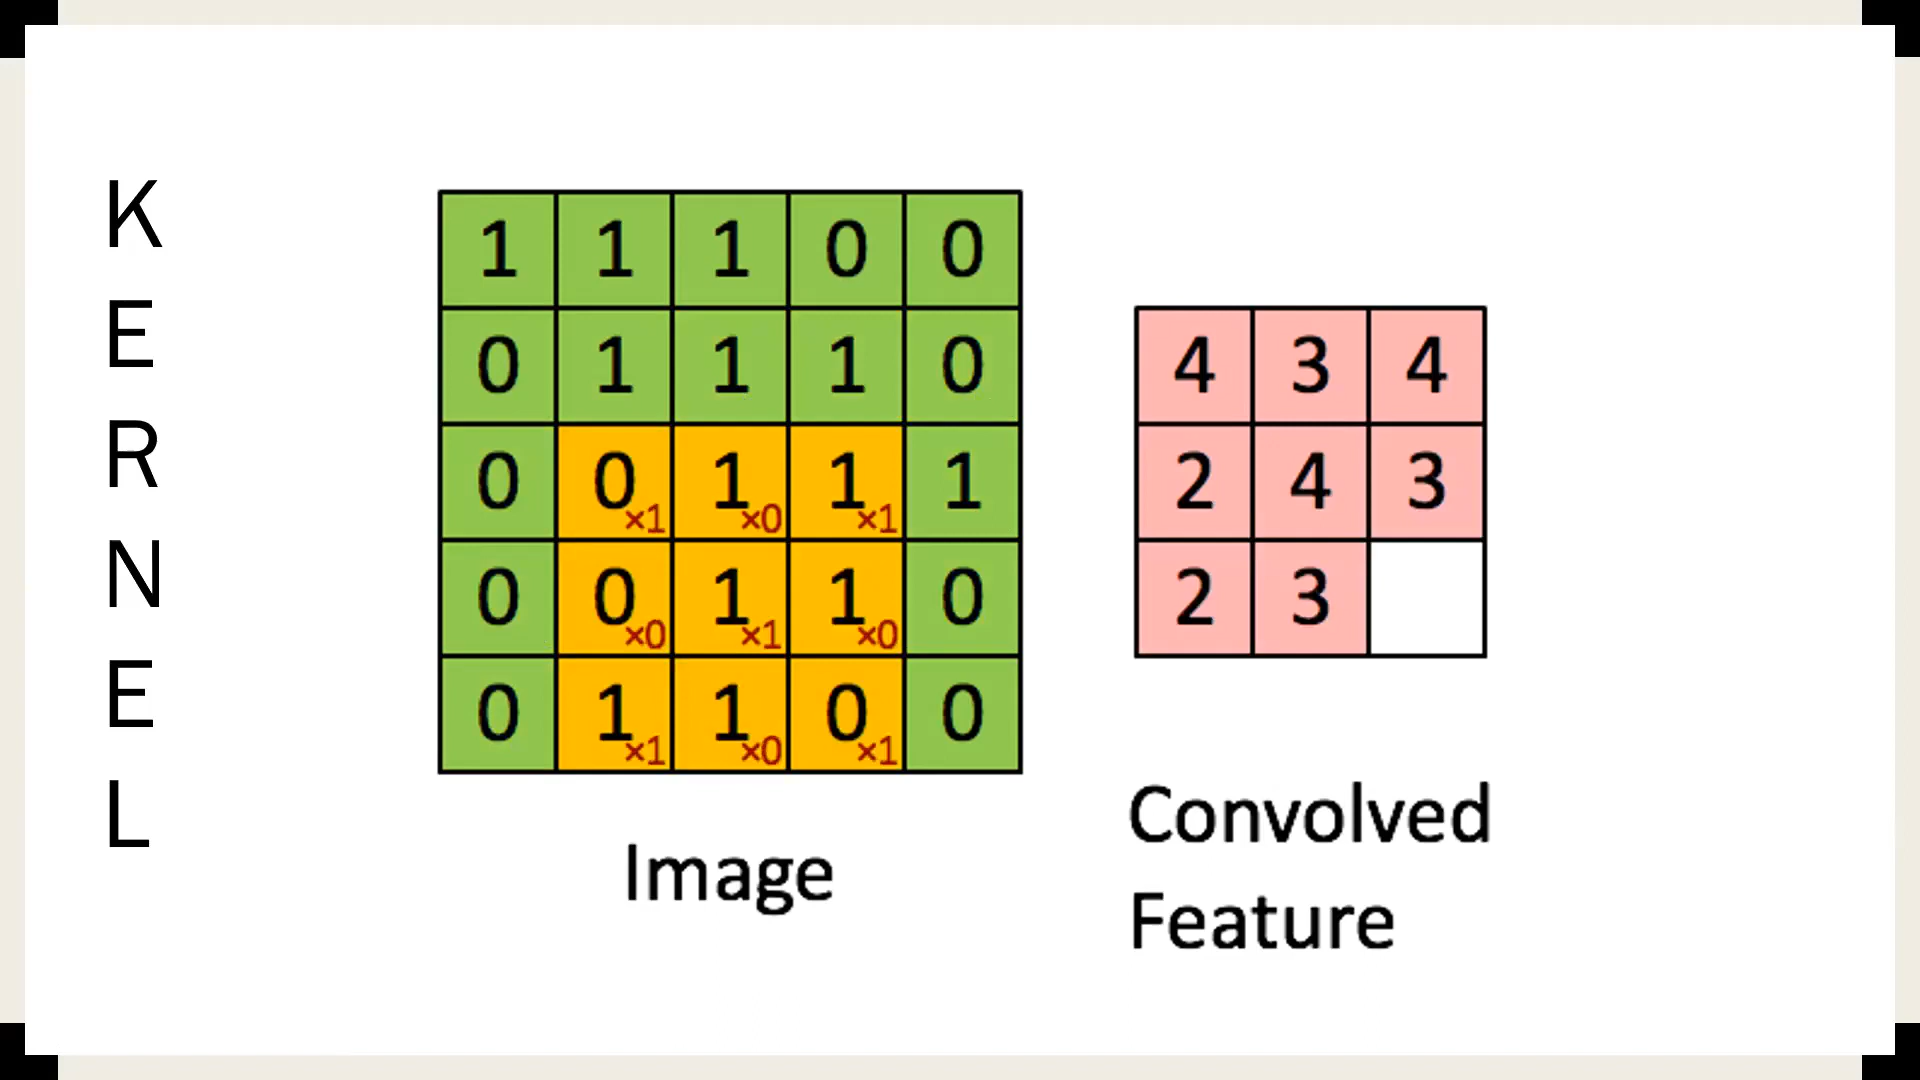 K
E
R
N
E
L
1 1 1 0 0
0 1 1 1 0
0 0×1 1×0 1×1 1
0 0×0 1×1 1×0 0
0 1×1 1×0 0×1 0
Image
4 3 4
2 4 3
2 3
Convolved
Feature